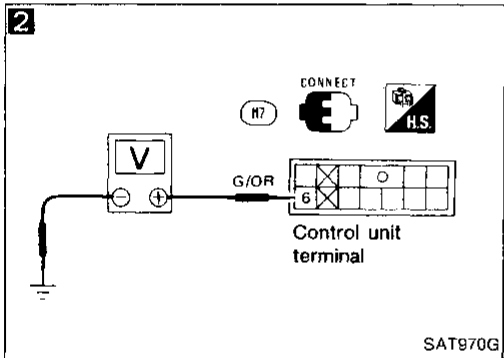 2
CONNECT
M7
H.S.
V
G/OR
6
Control unit
terminal
SAT970G